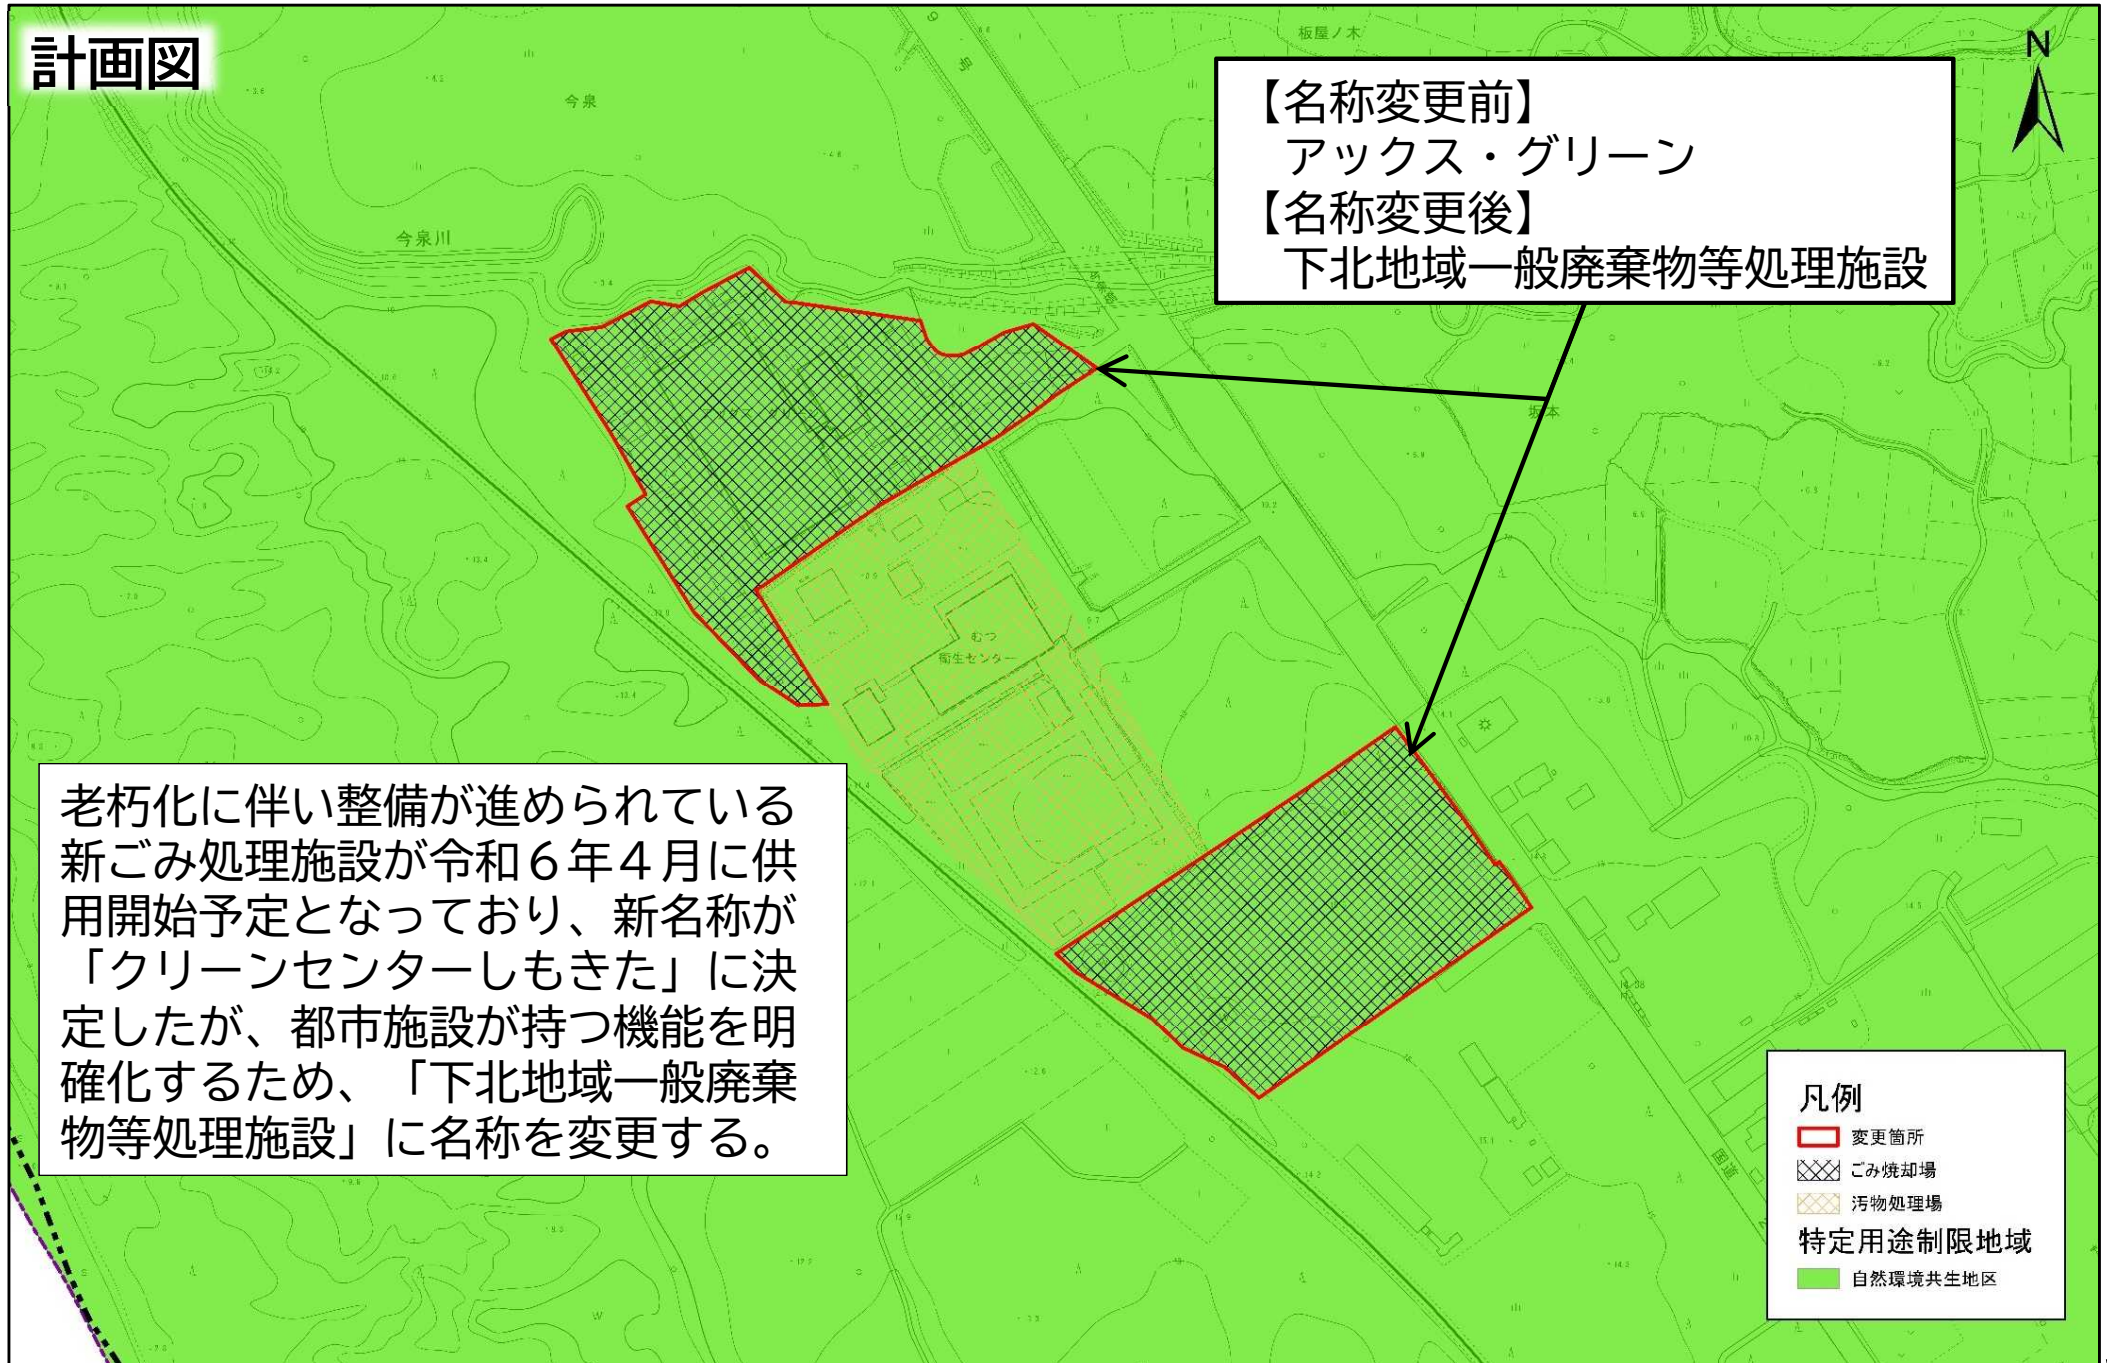 計画図
N
板屋ノ木
今泉
今泉川
【名称変更前】
アックス・グリーン
【名称変更後】
下北地域一般廃棄物等処理施設
坂本
むつ
衛生センター
老朽化に伴い整備が進められている
新ごみ処理施設が令和6年4月に供
用開始予定となっており、新名称が
「クリーンセンターしもきた」に決
定したが、都市施設が持つ機能を明
確化するため、「下北地域一般廃棄
物等処理施設」に名称を変更する。
国道
凡例
変更箇所
ごみ焼却場
汚物処理場
特定用途制限地域
自然環境共生地区